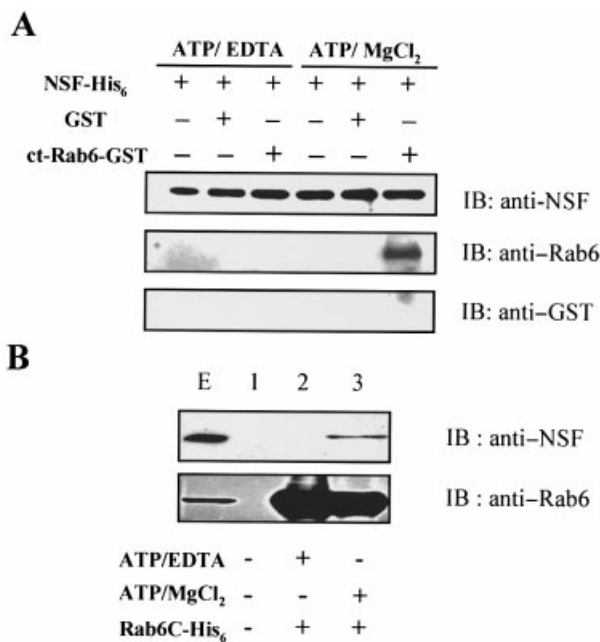 A
ATP/ EDTA ATP/ MgCl₂
NSF-His₆ + + + + + +
GST – + – – + –
ct-Rab6-GST – – + – – +
IB: anti-NSF
IB: anti–Rab6
IB: anti–GST
B
E 1 2 3
IB : anti–NSF
IB : anti–Rab6
ATP/EDTA - + -
ATP/MgCl₂ - - +
Rab6C-His₆ - + +